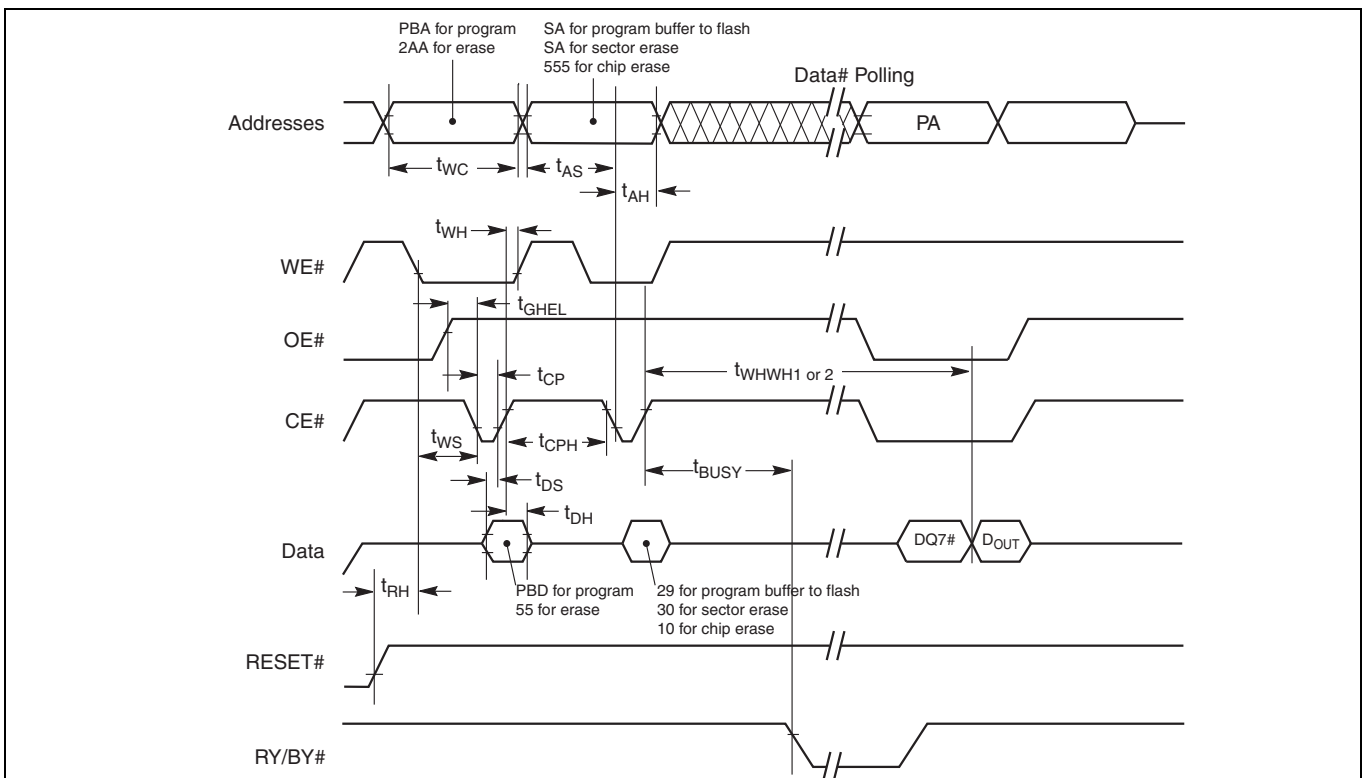 PBA for program
2AA for erase
SA for program buffer to flash
SA for sector erase
555 for chip erase
Data# Polling
Addresses
PA
tWC
tAS
tAH
tWH
WE#
tGHEL
OE#
tWHWH1 or 2
tCP
CE#
tWS
tCPH
tBUSY
tDS
tDH
Data
DQ7#
DOUT
tRH
PBD for program
55 for erase
29 for program buffer to flash
30 for sector erase
10 for chip erase
RESET#
RY/BY#